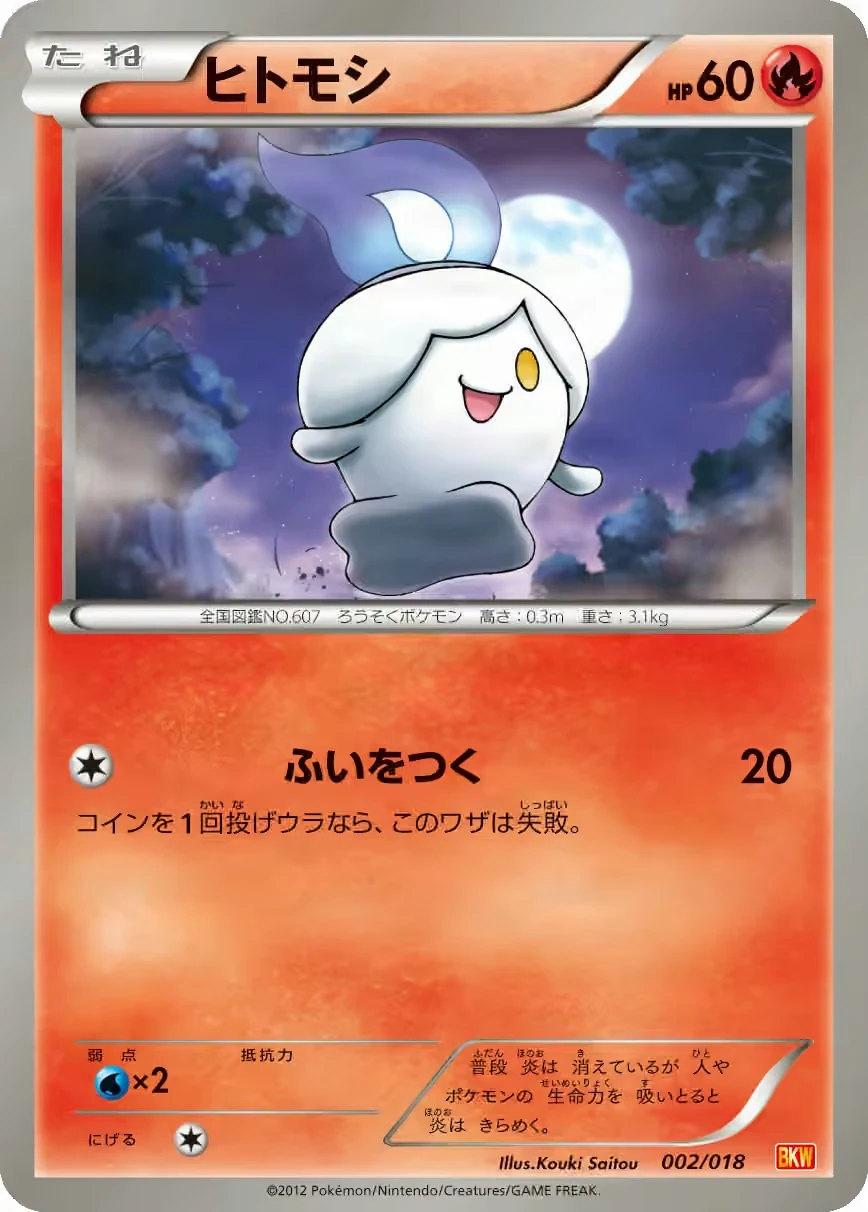 たね ヒトモシ HP60
全国図鑑NO.607 ろうそくポケモン 高さ:0.3m 重さ:3.1kg
ふいをつく 20
コインを1回投げウラなら、このワザは失敗。
弱点 抵抗力
×2
にげる
普段 炎は 消えているが 人や
ポケモンの 生命力を 吸いとると
炎は きらめく。
Illus.Kouki Saitou 002/018 BKW
©2012 Pokémon/Nintendo/Creatures/GAME FREAK.